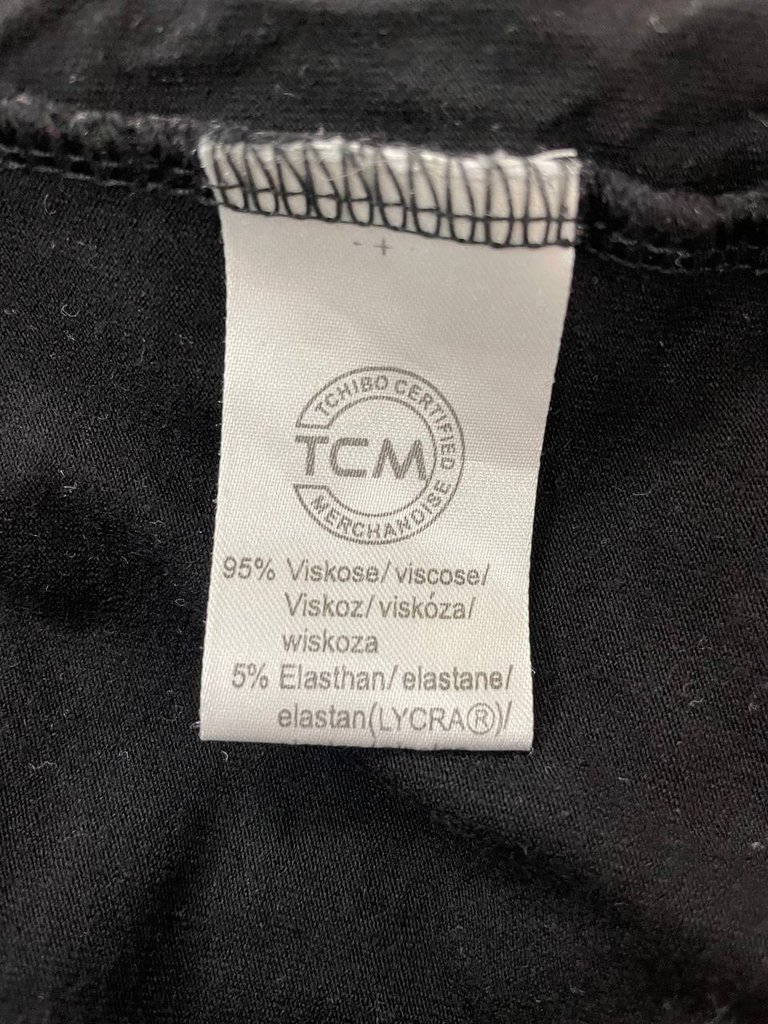 - +
TCHIBO CERTIFIED
TCM
MERCHANDISE
95% Viskose/viscose/
Viskoz/viskóza/
wiskoza
5% Elasthan/elastane/
elastan(LYCRA®)/